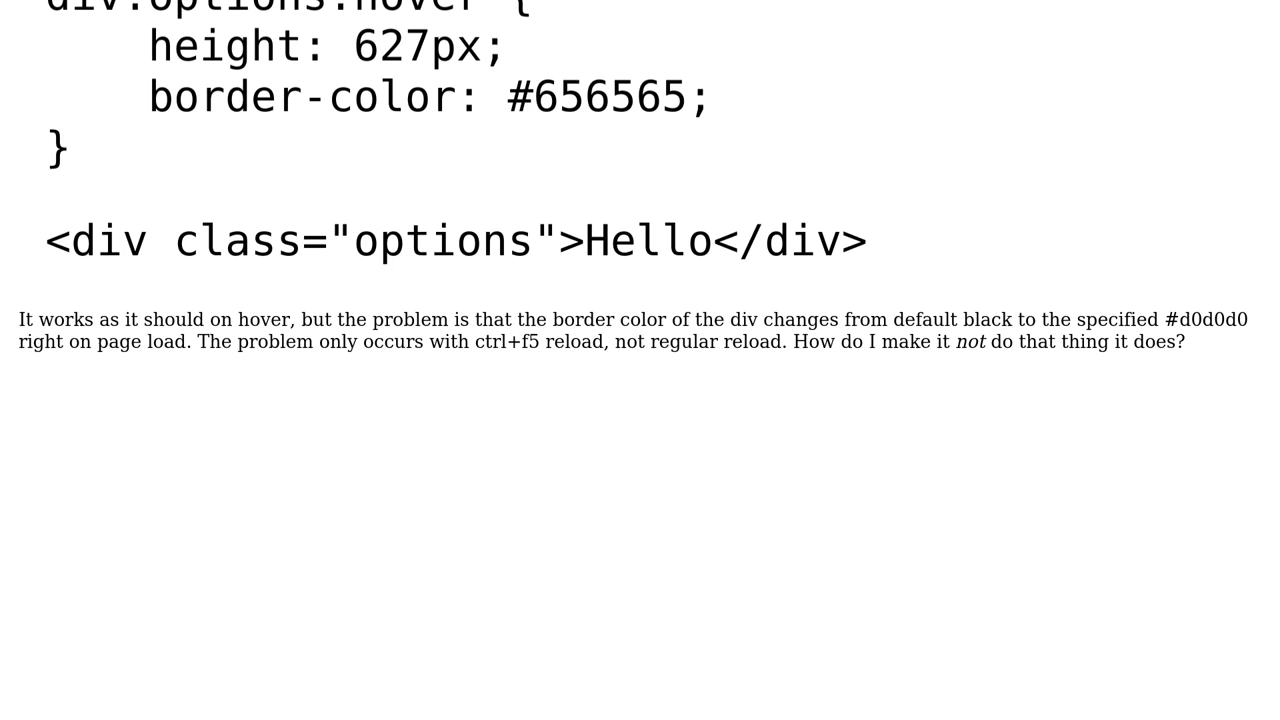 div.options:hover {
height: 627px;
border-color: #656565;
}
<div class="options">Hello</div>
It works as it should on hover, but the problem is that the border color of the div changes from default black to the specified #d0d0d0
right on page load. The problem only occurs with ctrl+f5 reload, not regular reload. How do I make it not do that thing it does?